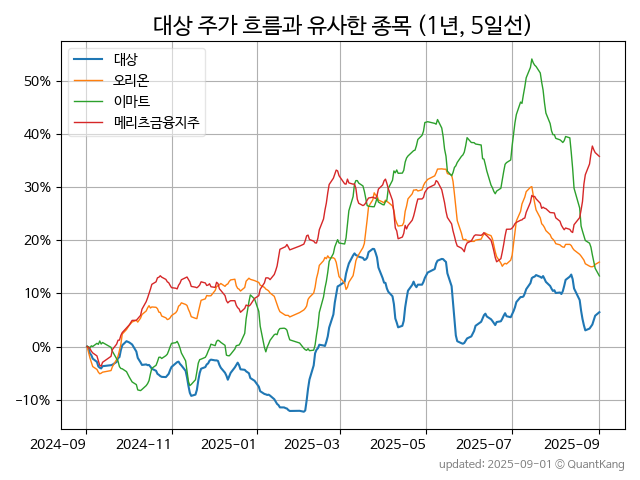 대상 주가 흐름과 유사한 종목 (1년, 5일선)
대상
오리온
이마트
메리츠금융지주
50%
40%
30%
20%
10%
0%
−10%
2024-09
2024-11
2025-01
2025-03
2025-05
2025-07
2025-09
updated: 2025-09-01 © QuantKang